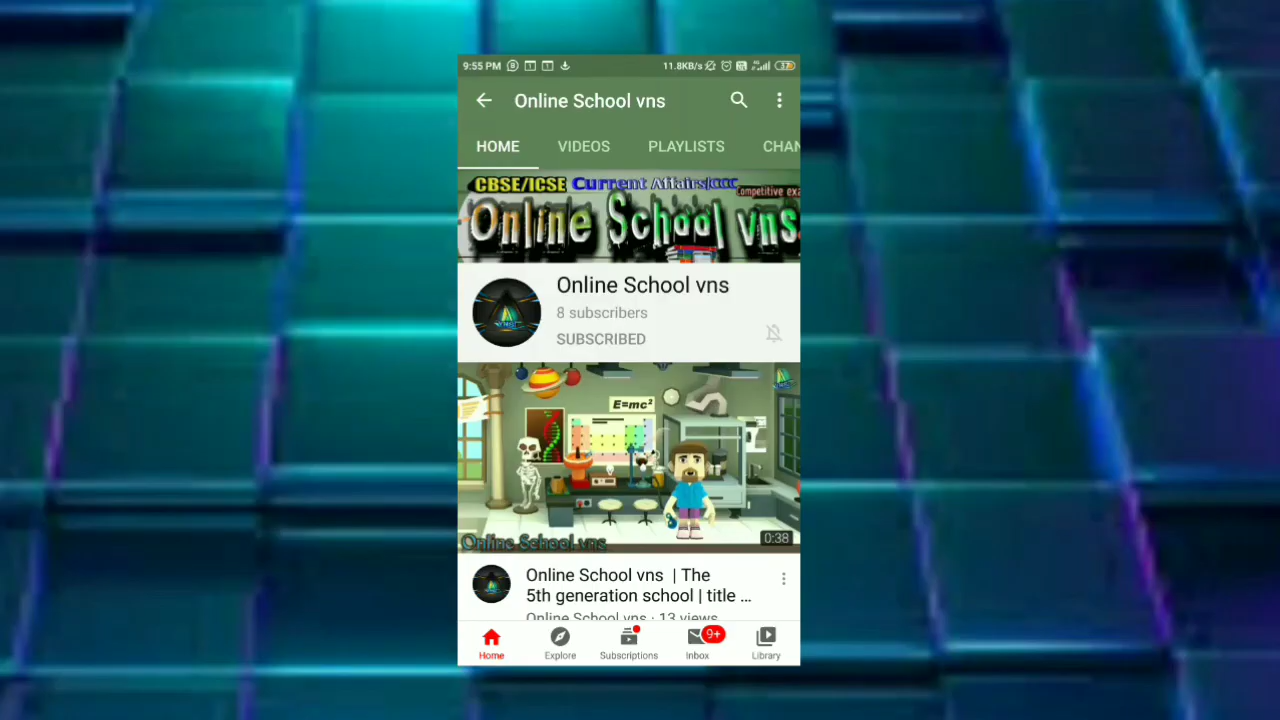 9:55 PM 11.8KB/s 37
Online School vns
HOME VIDEOS PLAYLISTS CHAN
CBSE/ICSE Current Affairs|CCC
Competitive exa
Online School vns
Online School vns
8 subscribers
SUBSCRIBED
E=mc²
0:38
Online School vns
Online School vns | The
5th generation school | title ...
Online School vns · 13 views
Home Explore Subscriptions Inbox 9+ Library